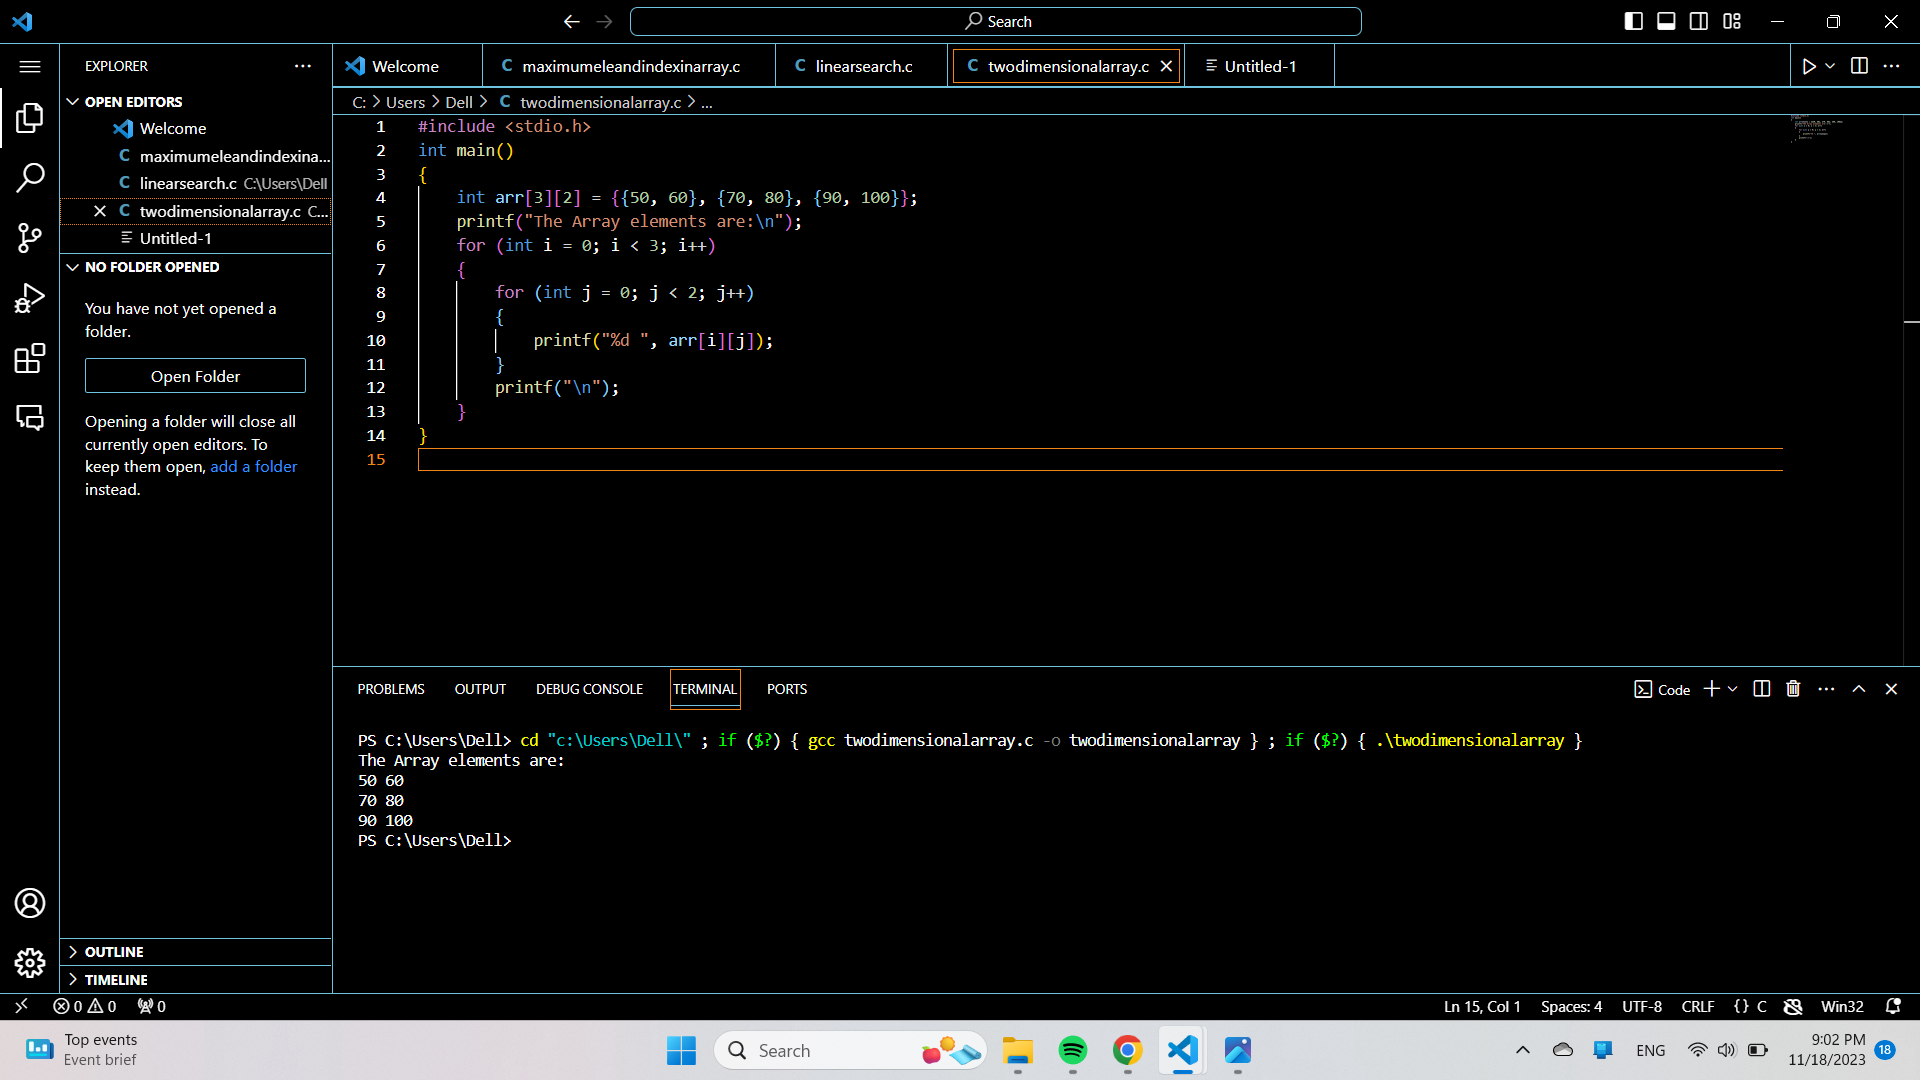 Search
EXPLORER
OPEN EDITORS
Welcome
C maximumeleandindexina...
C linearsearch.c C:\Users\Dell
C twodimensionalarray.c C...
Untitled-1
NO FOLDER OPENED
You have not yet opened a
folder.
Open Folder
Opening a folder will close all
currently open editors. To
keep them open, add a folder
instead.
OUTLINE
TIMELINE
Welcome
C maximumeleandindexinarray.c
C linearsearch.c
C twodimensionalarray.c
Untitled-1
C: > Users > Dell > C twodimensionalarray.c > ...
1 #include <stdio.h>
2 int main()
3 {
4     int arr[3][2] = {{50, 60}, {70, 80}, {90, 100}};
5     printf("The Array elements are:\n");
6     for (int i = 0; i < 3; i++)
7     {
8         for (int j = 0; j < 2; j++)
9         {
10             printf("%d ", arr[i][j]);
11         }
12         printf("\n");
13     }
14 }
15
PROBLEMS OUTPUT DEBUG CONSOLE TERMINAL PORTS
Code
PS C:\Users\Dell> cd "c:\Users\Dell\" ; if ($?) { gcc twodimensionalarray.c -o twodimensionalarray } ; if ($?) { .\twodimensionalarray }
The Array elements are:
50 60
70 80
90 100
PS C:\Users\Dell>
0 0 0
Ln 15, Col 1 Spaces: 4 UTF-8 CRLF {} C Win32
Top events
Event brief
Search
ENG
9:02 PM
11/18/2023
18